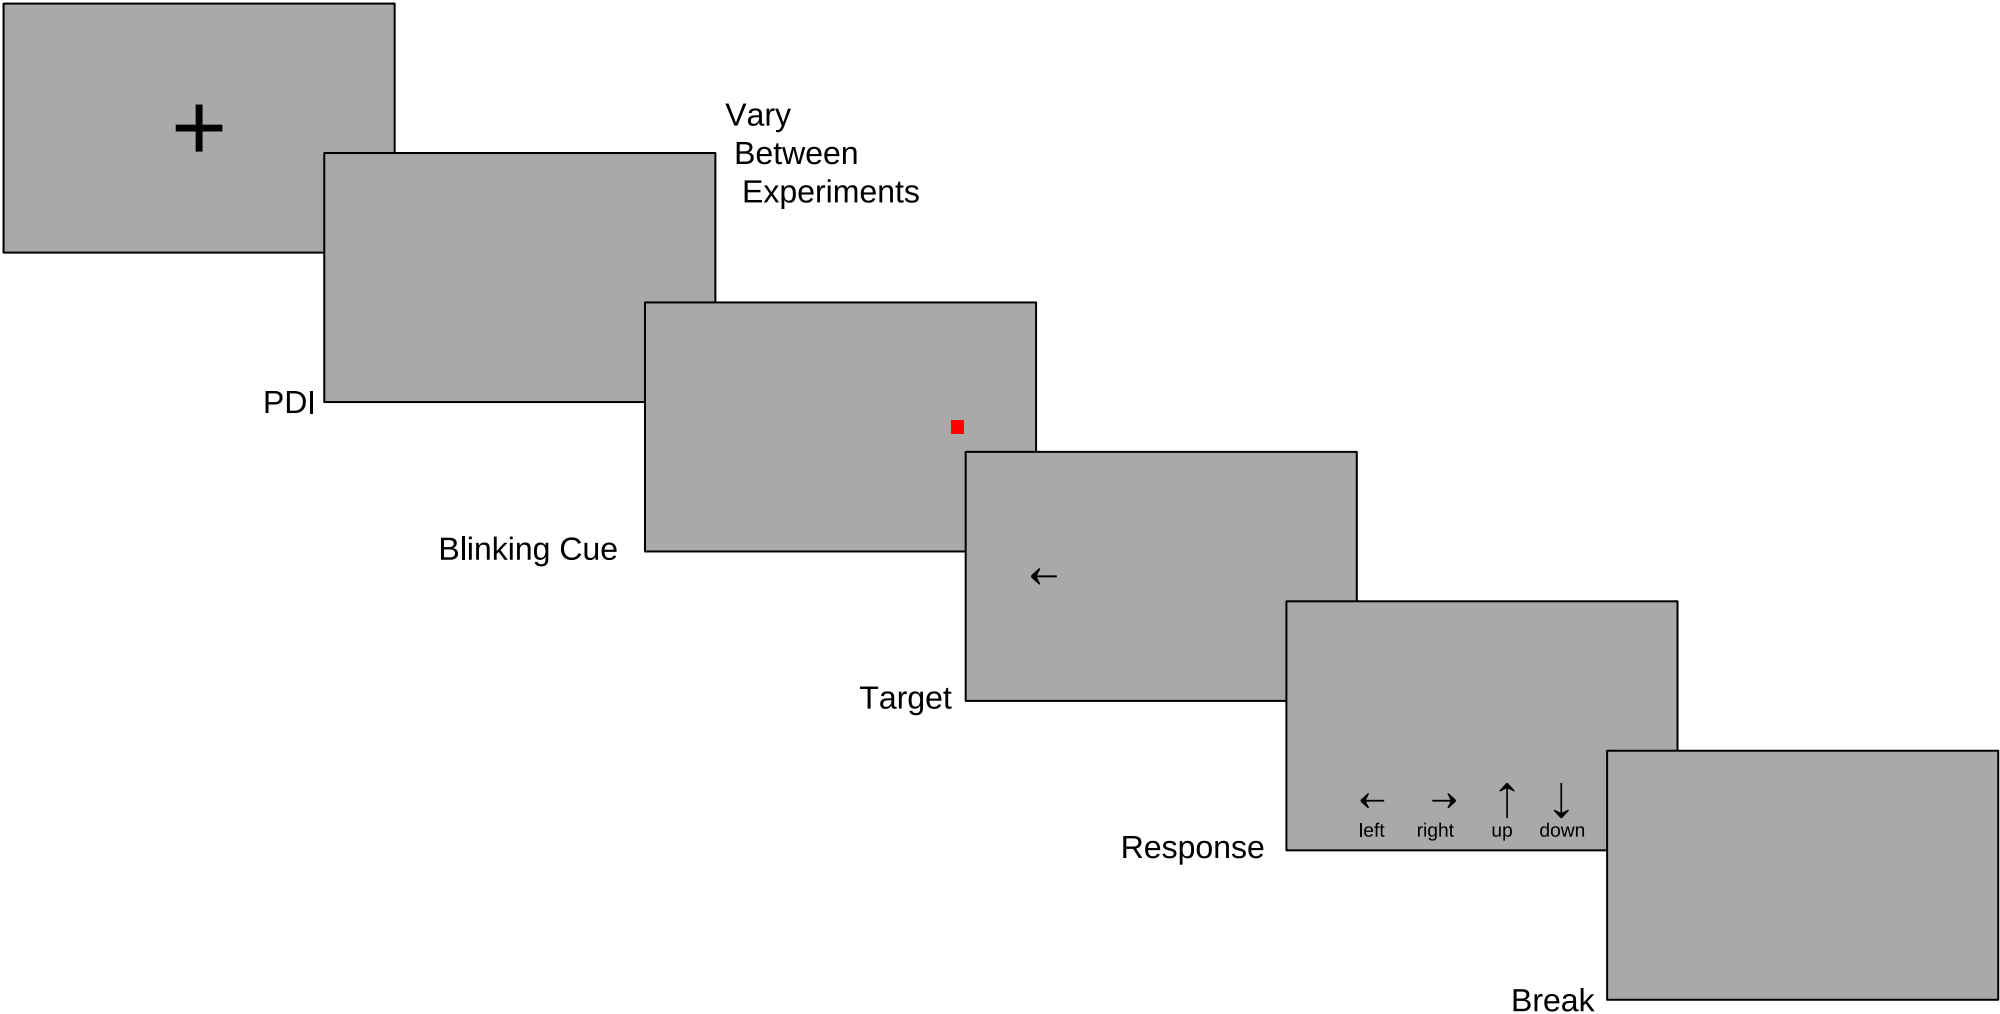 Vary
Between
Experiments
PDI
Blinking Cue
Target
left right up down
Response
Break